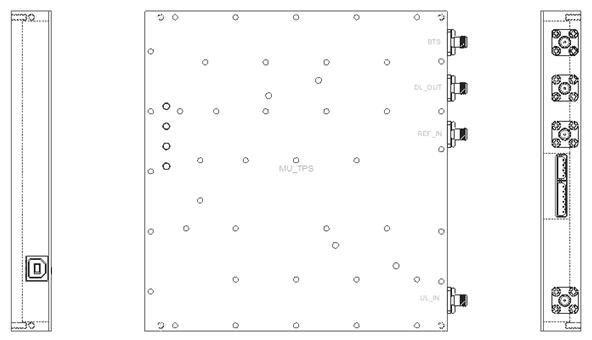 BTS
DL_OUT
REF_IN
MU_TPS
UL_IN